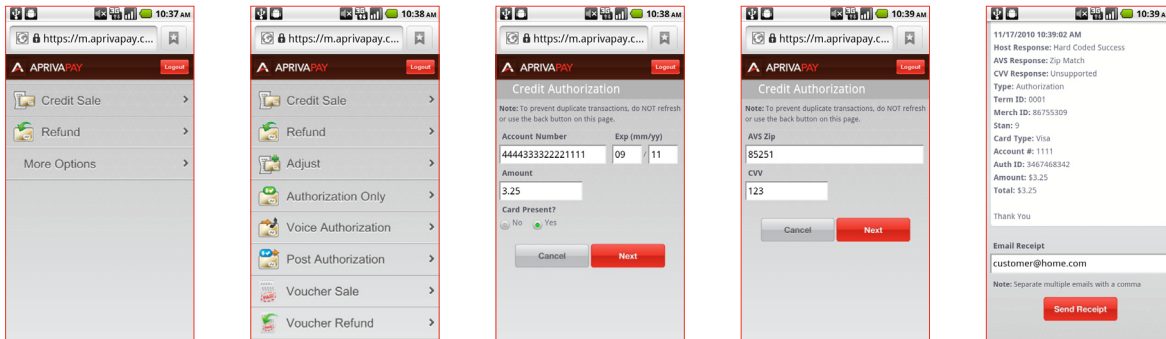 10:37 AM
https://m.aprivapay.c...
APRIVAPAY
Logout
Credit Sale
Refund
More Options
10:38 AM
https://m.aprivapay.c...
APRIVAPAY
Logout
Credit Sale
Refund
Adjust
Authorization Only
Voice Authorization
Post Authorization
Voucher Sale
Voucher Refund
10:38 AM
https://m.aprivapay.c...
APRIVAPAY
Logout
Credit Authorization
Note: To prevent duplicate transactions, do NOT refresh
or use the back button on this page.
Account Number Exp (mm/yy)
4444333322221111 09 / 11
Amount
3.25
Card Present?
No Yes
Cancel Next
10:39 AM
https://m.aprivapay.c...
APRIVAPAY
Logout
Credit Authorization
Note: To prevent duplicate transactions, do NOT refresh
or use the back button on this page.
AVS Zip
85251
CVV
123
Cancel Next
10:39 A
11/17/2010 10:39:02 AM
Host Response: Hard Coded Success
AVS Response: Zip Match
CVV Response: Unsupported
Type: Authorization
Term ID: 0001
Merch ID: 86755309
Stan: 9
Card Type: Visa
Account #: 1111
Auth ID: 3467468342
Amount: $3.25
Total: $3.25
Thank You
Email Receipt
customer@home.com
Note: Separate multiple emails with a comma
Send Receipt